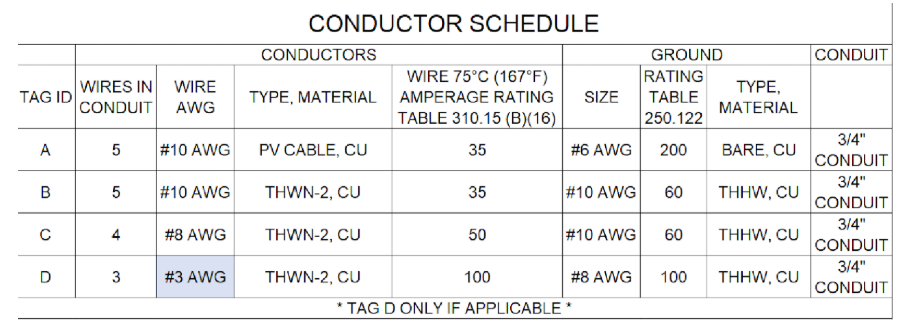 CONDUCTOR SCHEDULE
CONDUCTORS GROUND CONDUIT
TAG ID WIRES IN CONDUIT WIRE AWG TYPE, MATERIAL WIRE 75°C (167°F) AMPERAGE RATING TABLE 310.15 (B)(16) SIZE RATING TABLE 250.122 TYPE, MATERIAL
A 5 #10 AWG PV CABLE, CU 35 #6 AWG 200 BARE, CU 3/4" CONDUIT
B 5 #10 AWG THWN-2, CU 35 #10 AWG 60 THHW, CU 3/4" CONDUIT
C 4 #8 AWG THWN-2, CU 50 #10 AWG 60 THHW, CU 3/4" CONDUIT
D 3 #3 AWG THWN-2, CU 100 #8 AWG 100 THHW, CU 3/4" CONDUIT
* TAG D ONLY IF APPLICABLE *